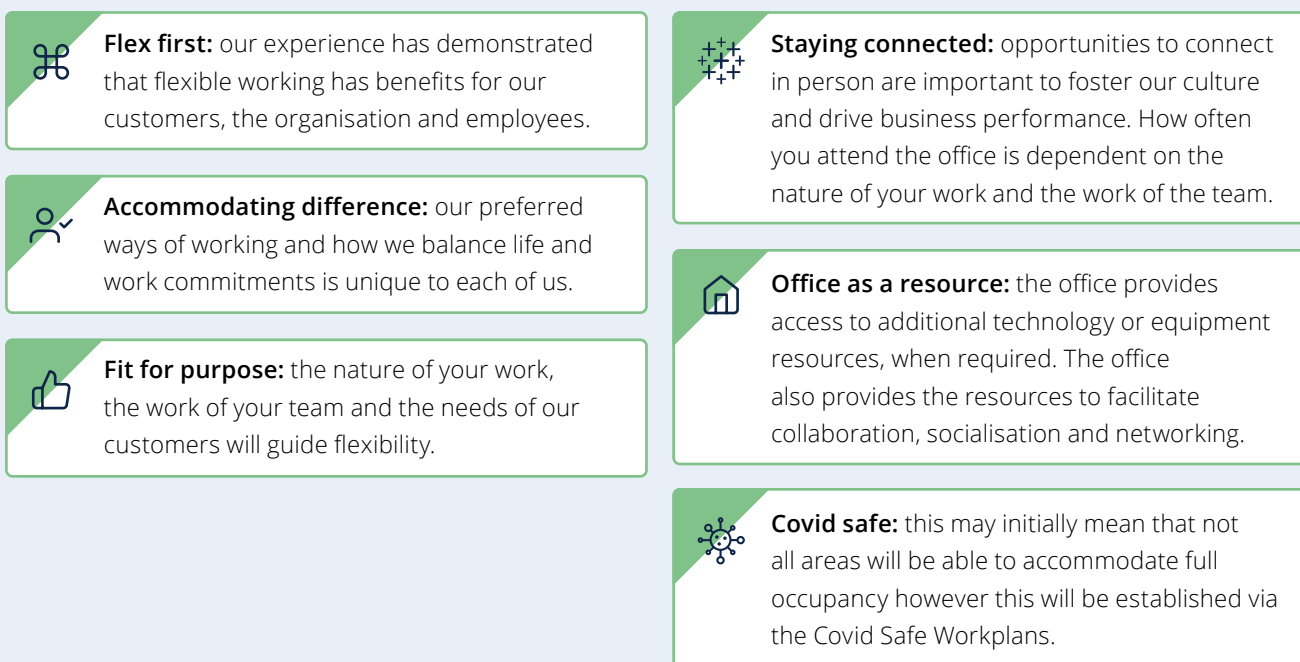 Flex first: our experience has demonstrated
that flexible working has benefits for our
customers, the organisation and employees.
Accommodating difference: our preferred
ways of working and how we balance life and
work commitments is unique to each of us.
Fit for purpose: the nature of your work,
the work of your team and the needs of our
customers will guide flexibility.
Staying connected: opportunities to connect
in person are important to foster our culture
and drive business performance. How often
you attend the office is dependent on the
nature of your work and the work of the team.
Office as a resource: the office provides
access to additional technology or equipment
resources, when required. The office
also provides the resources to facilitate
collaboration, socialisation and networking.
Covid safe: this may initially mean that not
all areas will be able to accommodate full
occupancy however this will be established via
the Covid Safe Workplans.